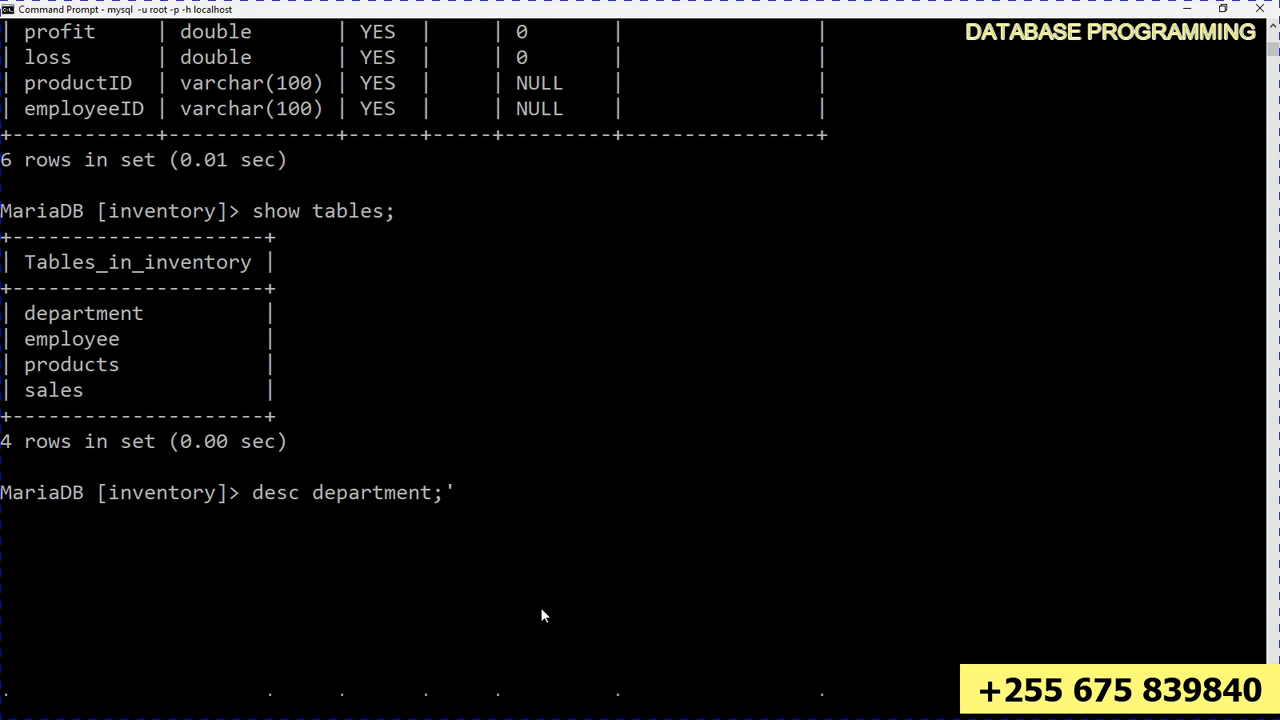 Command Prompt - mysql -u root -p -h localhost
DATABASE PROGRAMMING
| profit     | double       | YES  |     | 0       |                |
| loss       | double       | YES  |     | 0       |                |
| productID  | varchar(100) | YES  |     | NULL    |                |
| employeeID | varchar(100) | YES  |     | NULL    |                |
+------------+--------------+------+-----+---------+----------------+
6 rows in set (0.01 sec)
MariaDB [inventory]> show tables;
+---------------------+
| Tables_in_inventory |
+---------------------+
| department          |
| employee            |
| products            |
| sales               |
+---------------------+
4 rows in set (0.00 sec)
MariaDB [inventory]> desc department;'
+255 675 839840